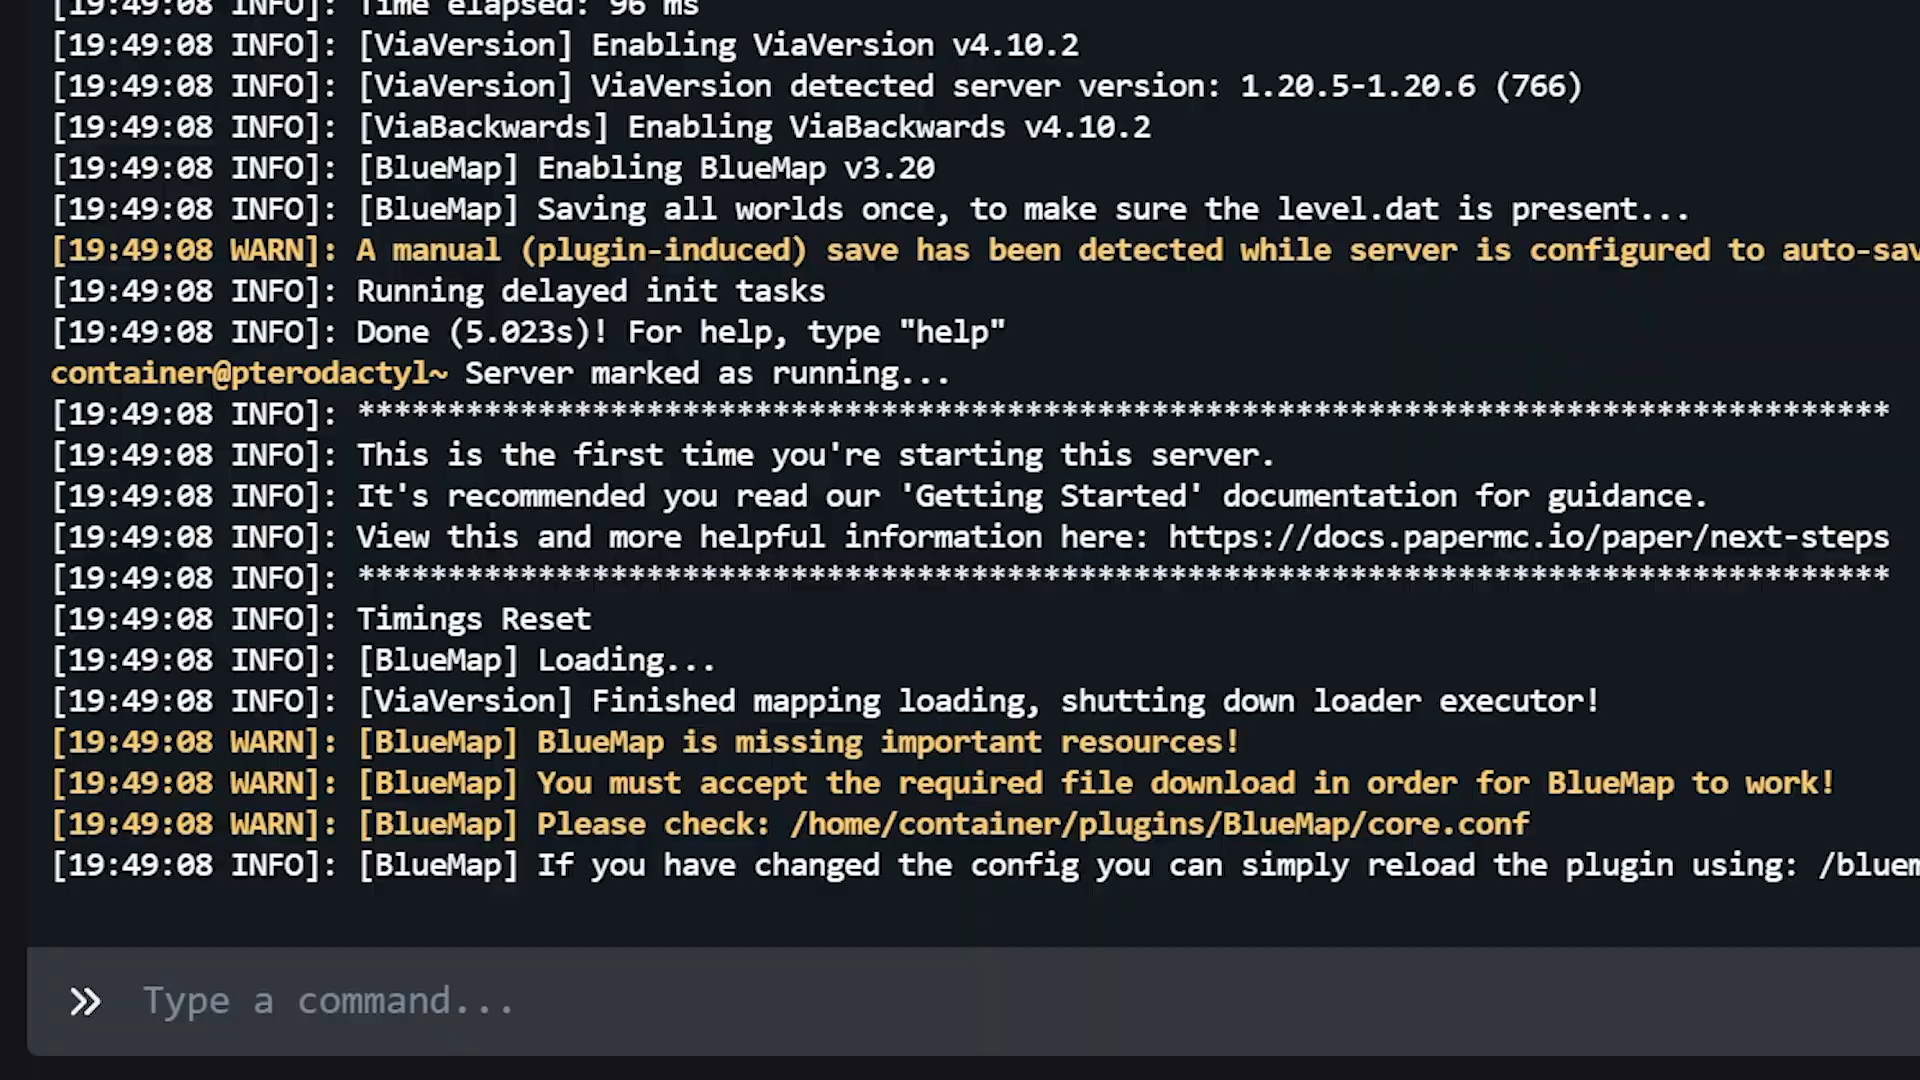 [19:49:08 INFO]: Time elapsed: 96 ms
[19:49:08 INFO]: [ViaVersion] Enabling ViaVersion v4.10.2
[19:49:08 INFO]: [ViaVersion] ViaVersion detected server version: 1.20.5-1.20.6 (766)
[19:49:08 INFO]: [ViaBackwards] Enabling ViaBackwards v4.10.2
[19:49:08 INFO]: [BlueMap] Enabling BlueMap v3.20
[19:49:08 INFO]: [BlueMap] Saving all worlds once, to make sure the level.dat is present...
[19:49:08 WARN]: A manual (plugin-induced) save has been detected while server is configured to auto-sav
[19:49:08 INFO]: Running delayed init tasks
[19:49:08 INFO]: Done (5.023s)! For help, type "help"
container@pterodactyl~ Server marked as running...
[19:49:08 INFO]: *************************************************************************************
[19:49:08 INFO]: This is the first time you're starting this server.
[19:49:08 INFO]: It's recommended you read our 'Getting Started' documentation for guidance.
[19:49:08 INFO]: View this and more helpful information here: https://docs.papermc.io/paper/next-steps
[19:49:08 INFO]: *************************************************************************************
[19:49:08 INFO]: Timings Reset
[19:49:08 INFO]: [BlueMap] Loading...
[19:49:08 INFO]: [ViaVersion] Finished mapping loading, shutting down loader executor!
[19:49:08 WARN]: [BlueMap] BlueMap is missing important resources!
[19:49:08 WARN]: [BlueMap] You must accept the required file download in order for BlueMap to work!
[19:49:08 WARN]: [BlueMap] Please check: /home/container/plugins/BlueMap/core.conf
[19:49:08 INFO]: [BlueMap] If you have changed the config you can simply reload the plugin using: /bluem
» Type a command...